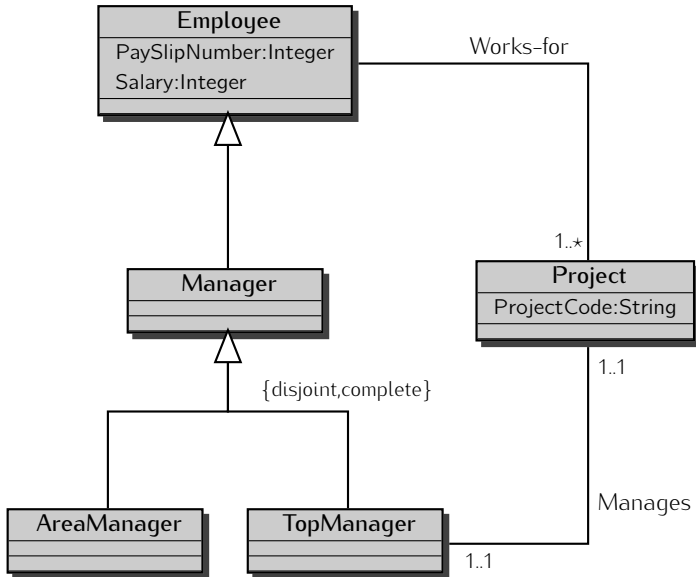 Employee
PaySlipNumber:Integer
Salary:Integer
Works-for
1..⋆
Manager
Project
ProjectCode:String
1..1
{disjoint,complete}
Manages
AreaManager
TopManager
1..1